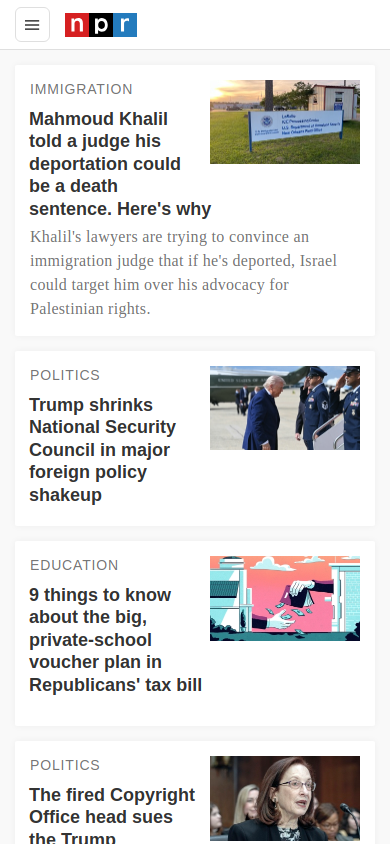 npr
IMMIGRATION
Mahmoud Khalil
told a judge his
deportation could
be a death
sentence. Here's why
Khalil's lawyers are trying to convince an
immigration judge that if he's deported, Israel
could target him over his advocacy for
Palestinian rights.
POLITICS
Trump shrinks
National Security
Council in major
foreign policy
shakeup
EDUCATION
9 things to know
about the big,
private-school
voucher plan in
Republicans' tax bill
POLITICS
The fired Copyright
Office head sues
the Trump